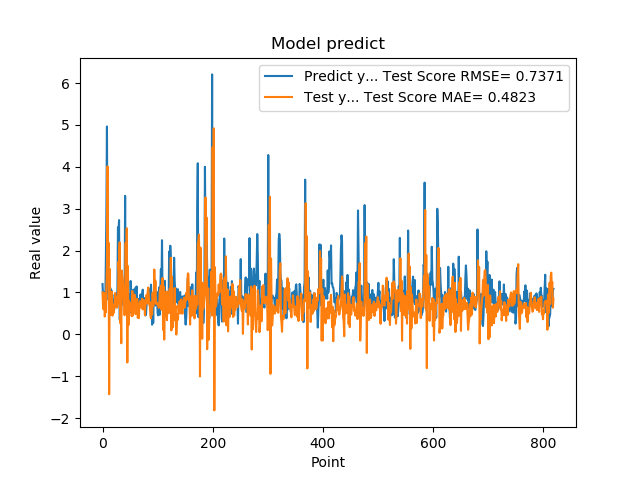 Model predict
Predict y... Test Score RMSE= 0.7371
Test y... Test Score MAE= 0.4823
6
5
4
3
2
1
0
−1
−2
Real value
0 200 400 600 800
Point